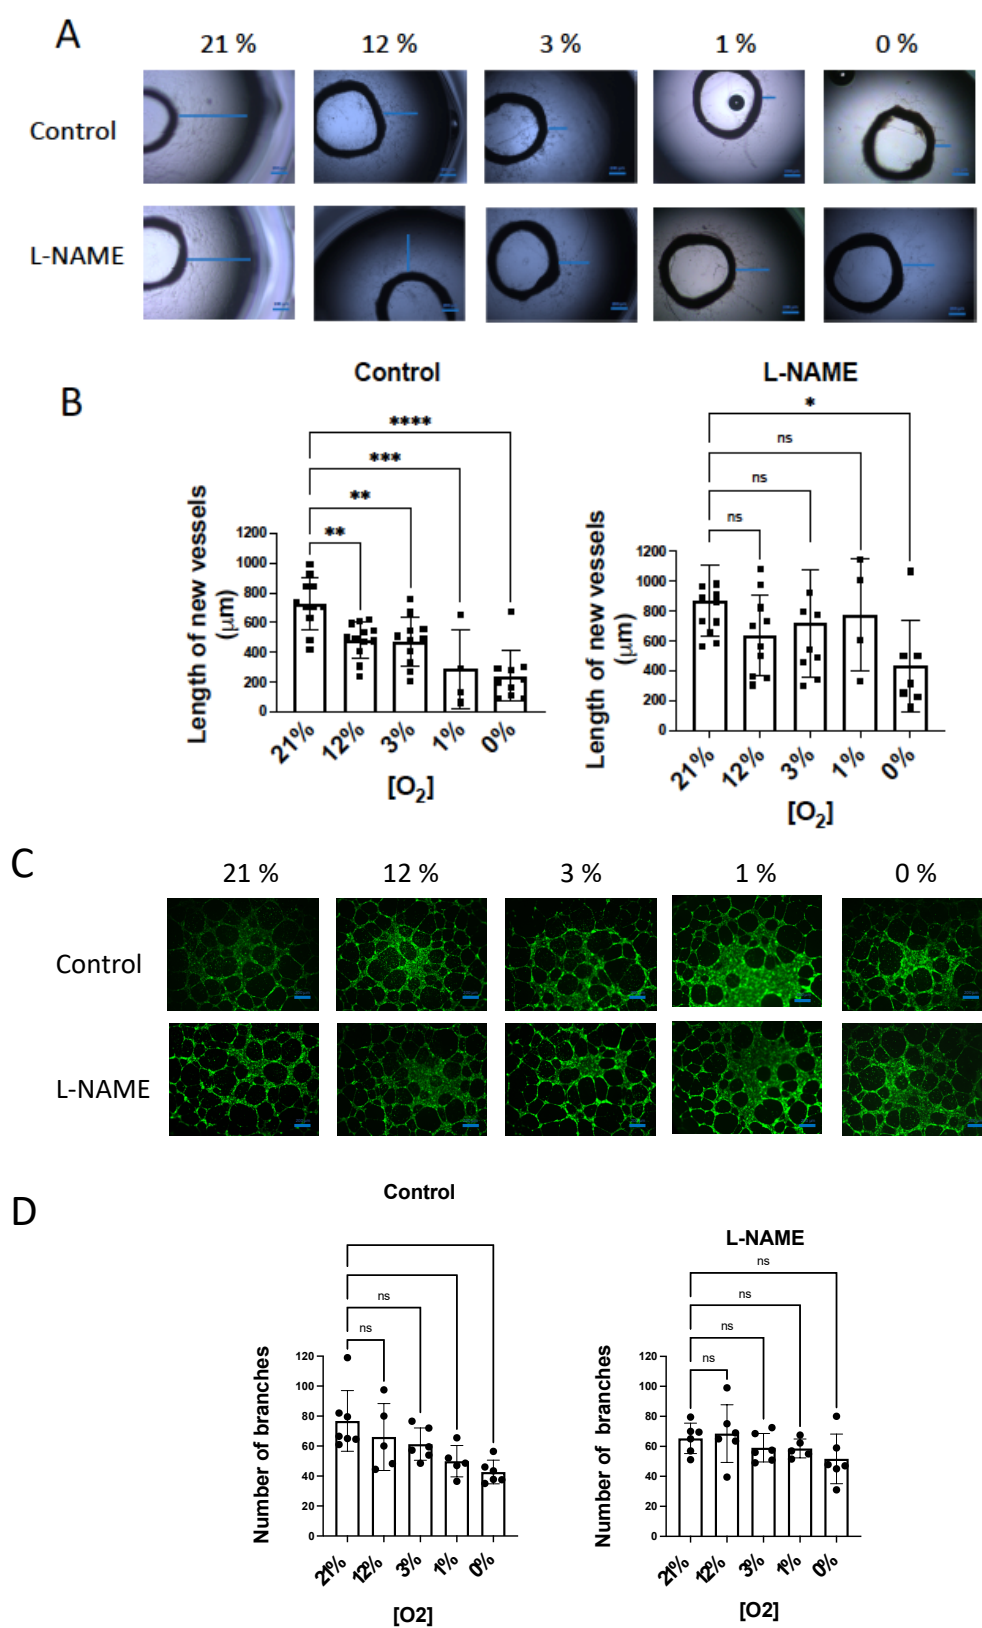 A
21 %
12 %
3 %
1 %
0 %
Control
L-NAME
B
Control
L-NAME
****
***
**
**
*
ns
ns
ns
Length of new vessels
(μm)
1200
1000
800
600
400
200
0
21%
12%
3%
1%
0%
[O2]
Length of new vessels
(μm)
1200
1000
800
600
400
200
0
21%
12%
3%
1%
0%
[O2]
C
21 %
12 %
3 %
1 %
0 %
Control
L-NAME
D
Control
L-NAME
ns
ns
ns
ns
ns
ns
Number of branches
120
100
80
60
40
20
0
21%
12%
3%
1%
0%
[O2]
Number of branches
120
100
80
60
40
20
0
21%
12%
3%
1%
0%
[O2]